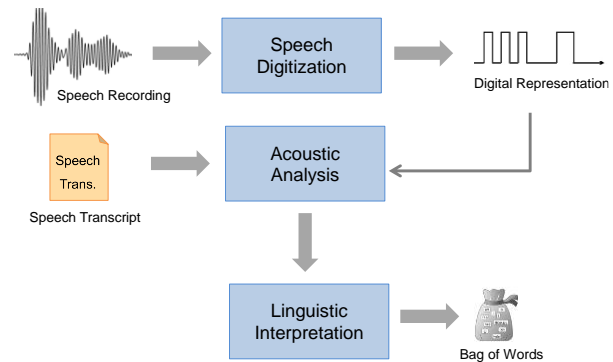 Speech
Digitization
Speech Recording
Digital Representation
Speech
Trans.
Acoustic
Analysis
Speech Transcript
Linguistic
Interpretation
Bag of Words